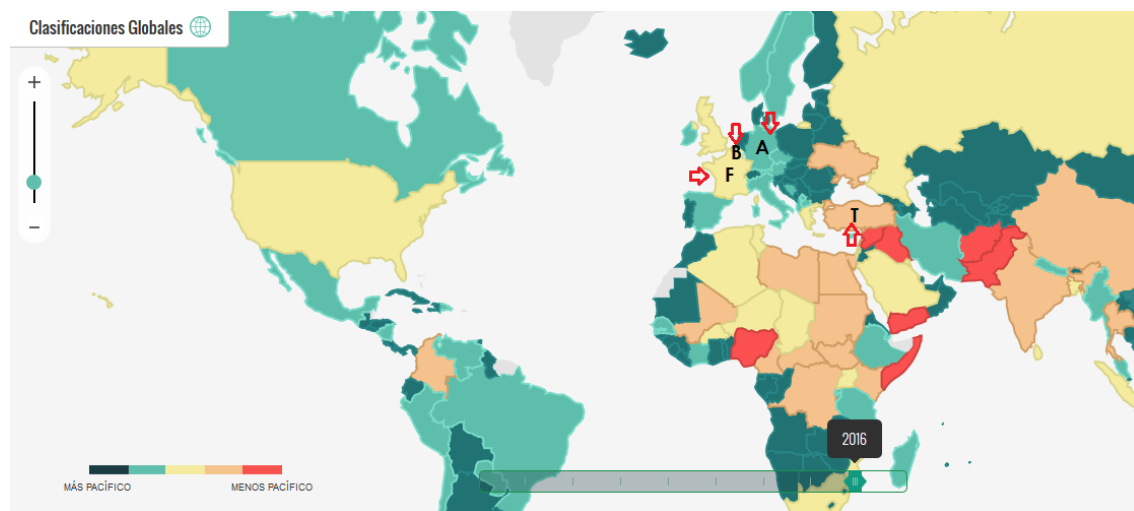 Clasificaciones Globales
+
−
B
A
F
T
2016
MÁS PACÍFICO
MENOS PACÍFICO